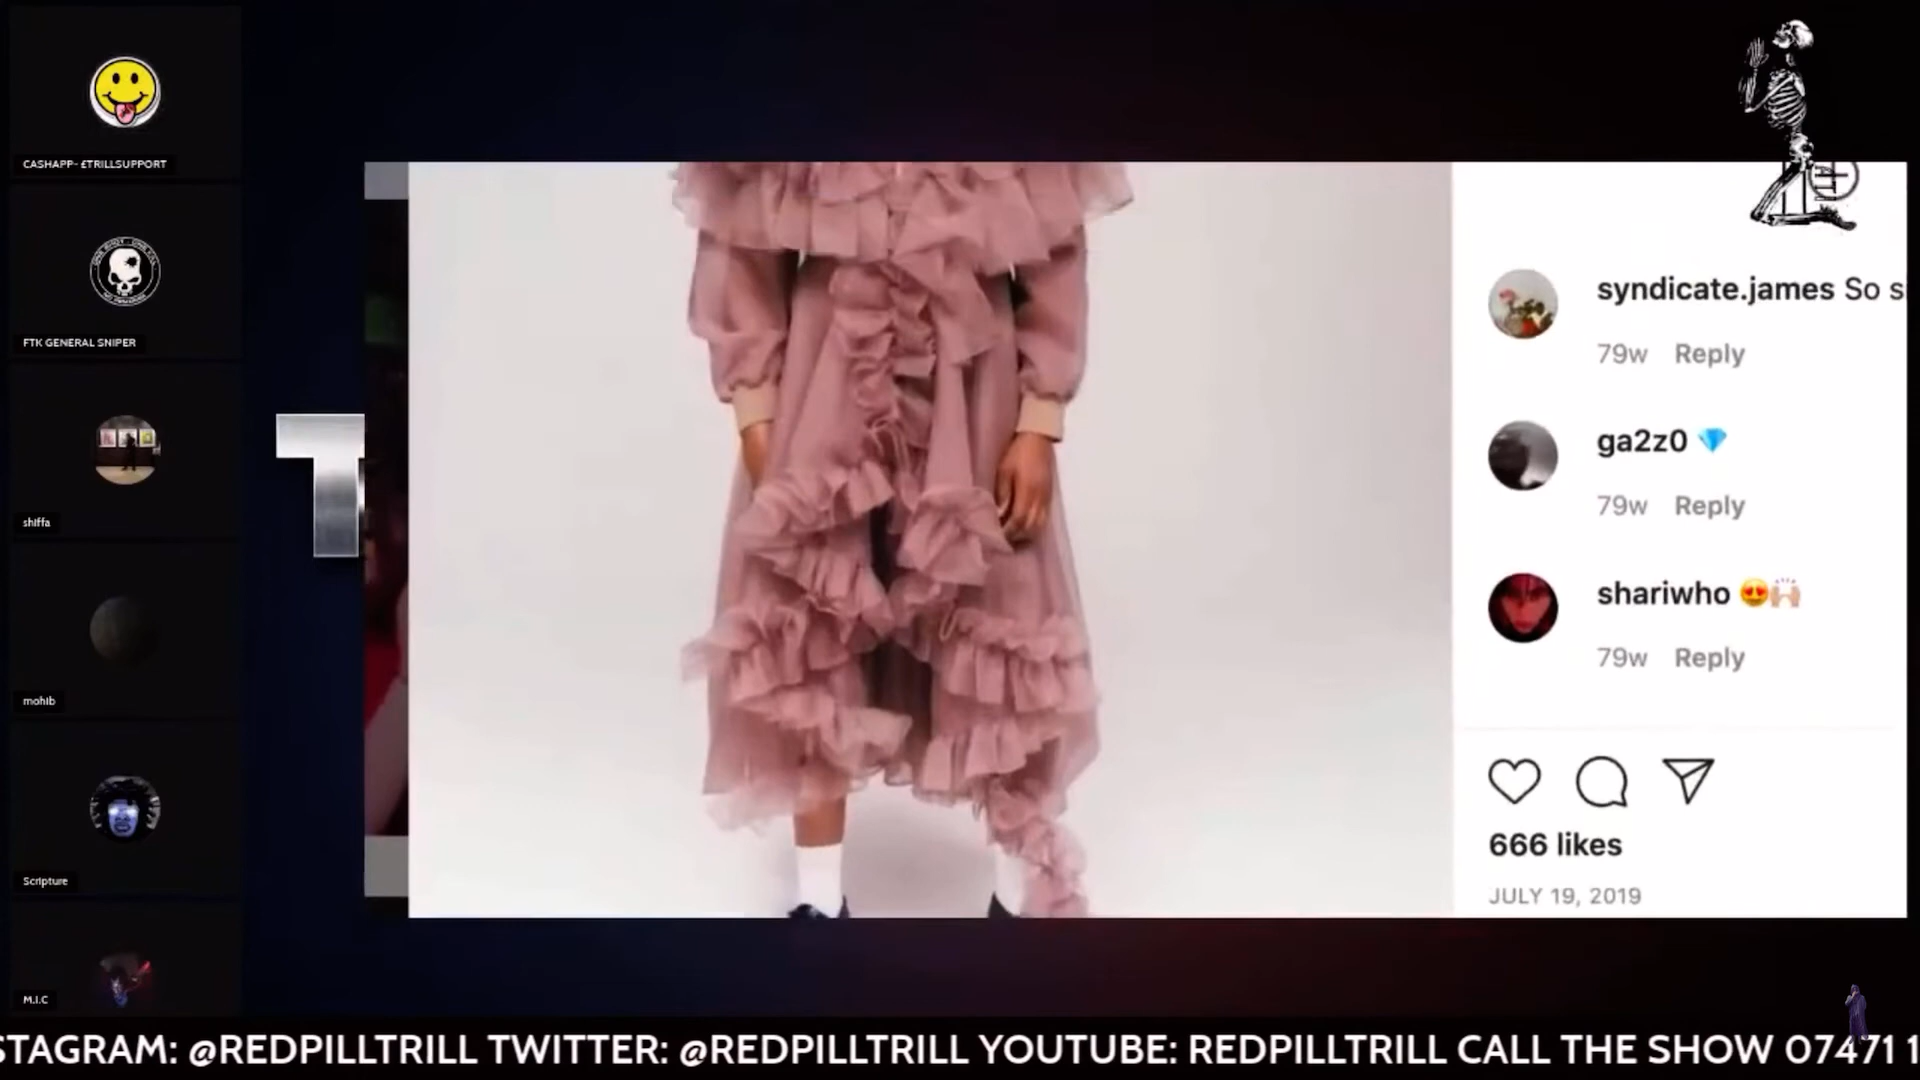 CASHAPP- £TRILLSUPPORT
FTK GENERAL SNIPER
shiffa
mohib
Scripture
M.I.C
T
syndicate.james So s
79w Reply
ga2z0 💎
79w Reply
shariwho 😍🙌🏼
79w Reply
666 likes
JULY 19, 2019
STAGRAM: @REDPILLTRILL TWITTER: @REDPILLTRILL YOUTUBE: REDPILLTRILL CALL THE SHOW 07471 1